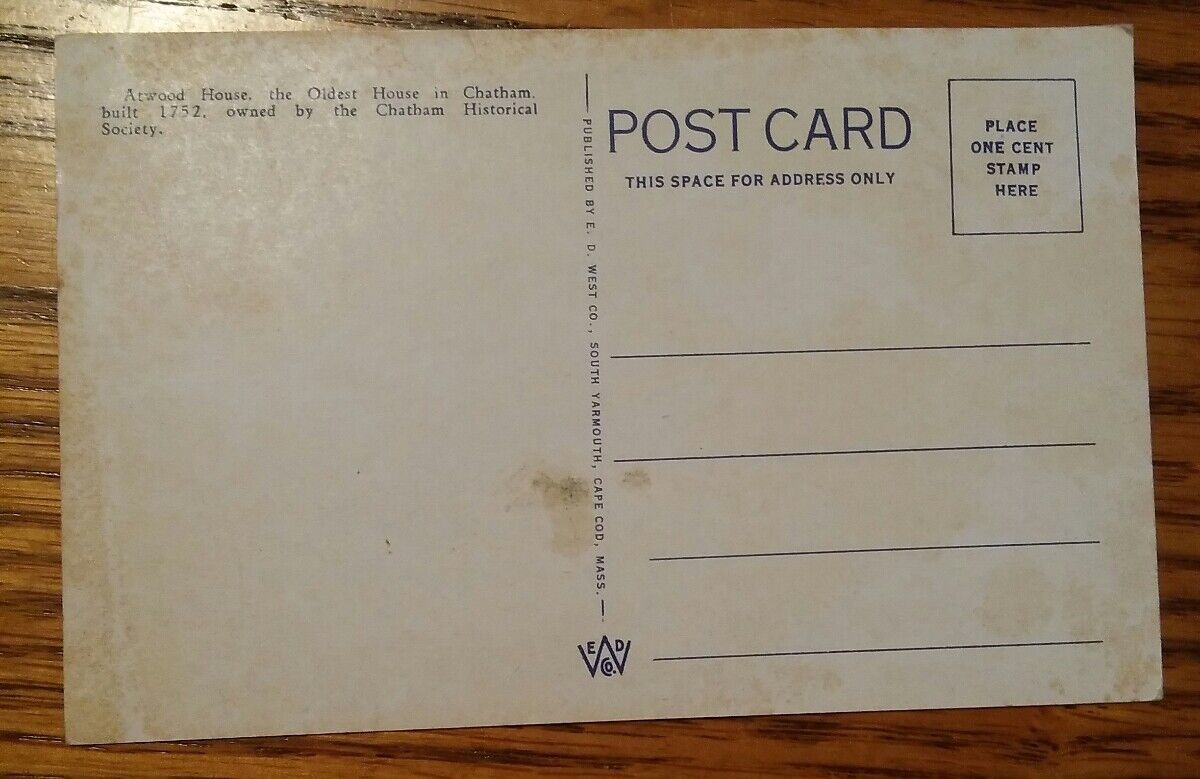 Atwood House, the Oldest House in Chatham,
built 1752, owned by the Chatham Historical
Society.
PUBLISHED BY E. D. WEST CO., SOUTH YARMOUTH, CAPE COD, MASS.
E D
W
CO.
POST CARD
THIS SPACE FOR ADDRESS ONLY
PLACE
ONE CENT
STAMP
HERE